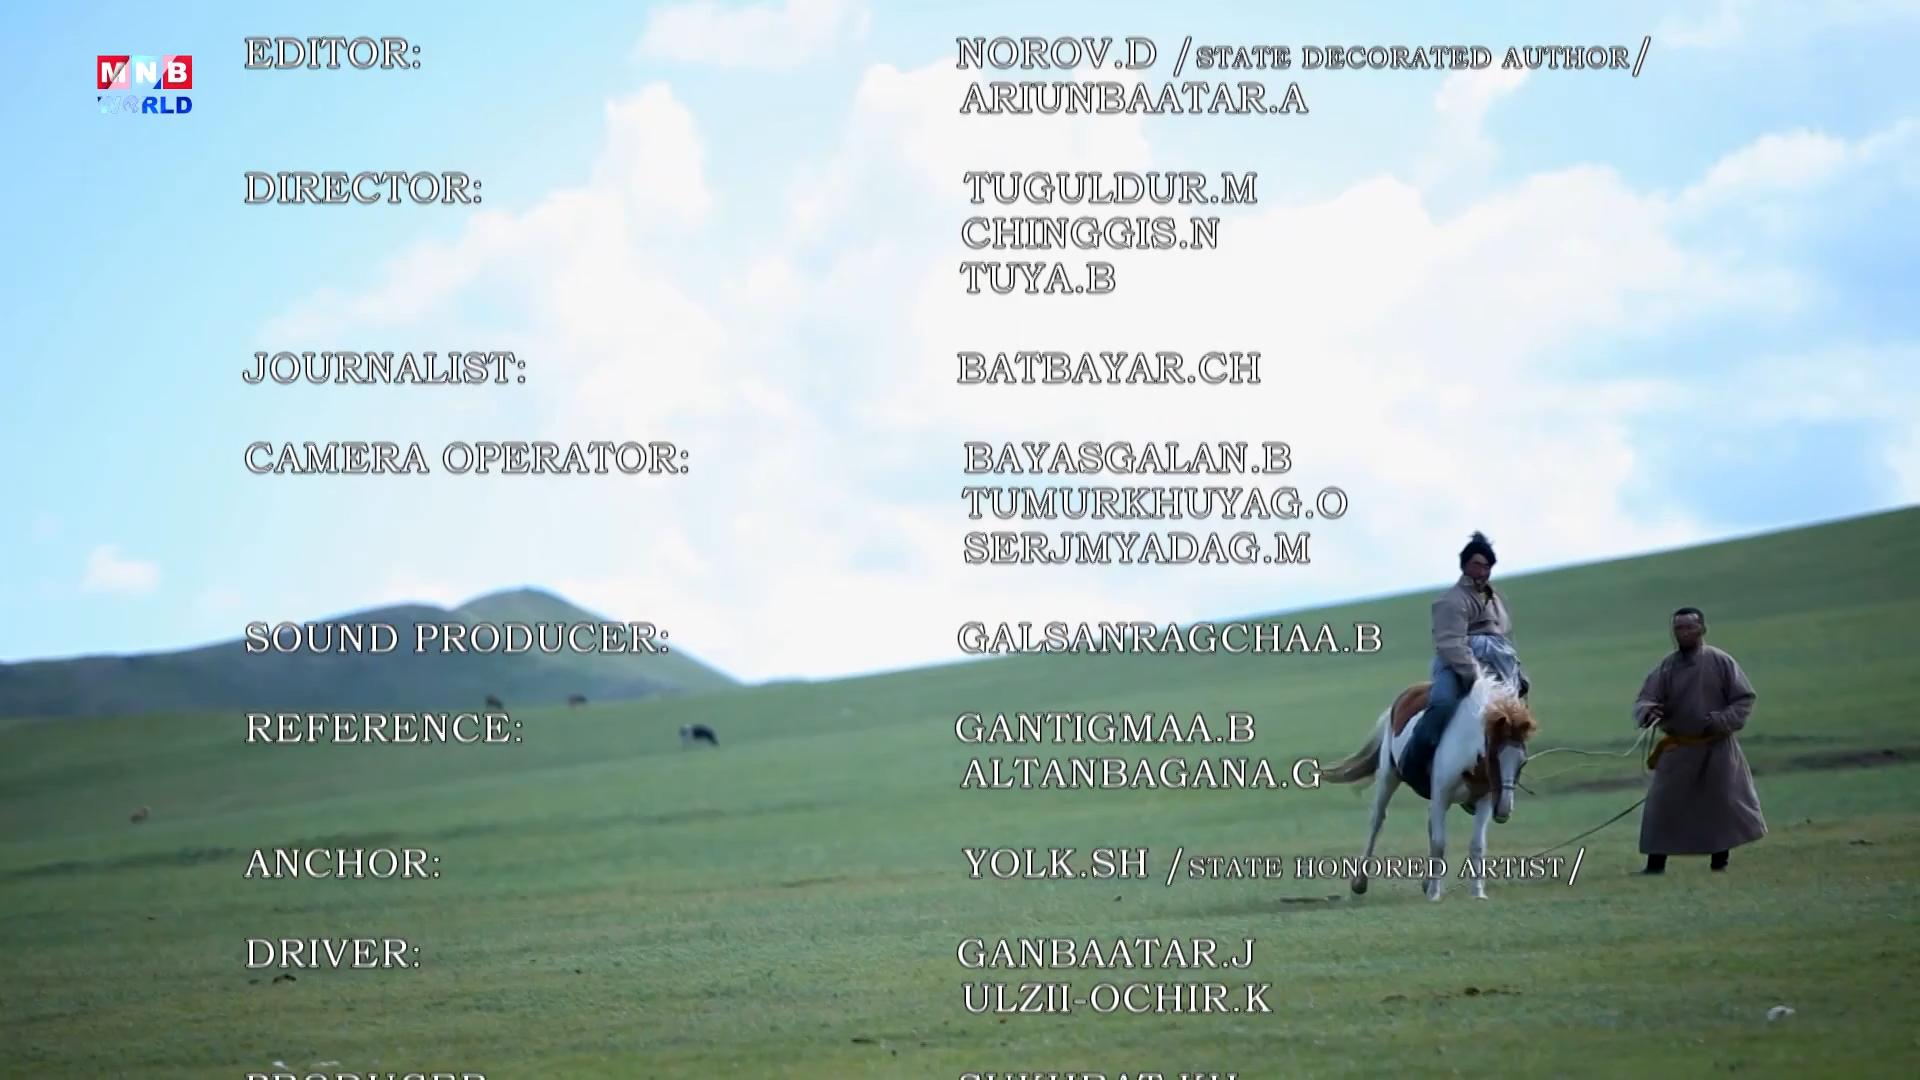 MNB
WORLD
EDITOR: NOROV.D /STATE DECORATED AUTHOR/
ARIUNBAATAR.A
DIRECTOR: TUGULDUR.M
CHINGGIS.N
TUYA.B
JOURNALIST: BATBAYAR.CH
CAMERA OPERATOR: BAYASGALAN.B
TUMURKHUYAG.O
SERJMYADAG.M
SOUND PRODUCER: GALSANRAGCHAA.B
REFERENCE: GANTIGMAA.B
ALTANBAGANA.G
ANCHOR: YOLK.SH /STATE HONORED ARTIST/
DRIVER: GANBAATAR.J
ULZII-OCHIR.K